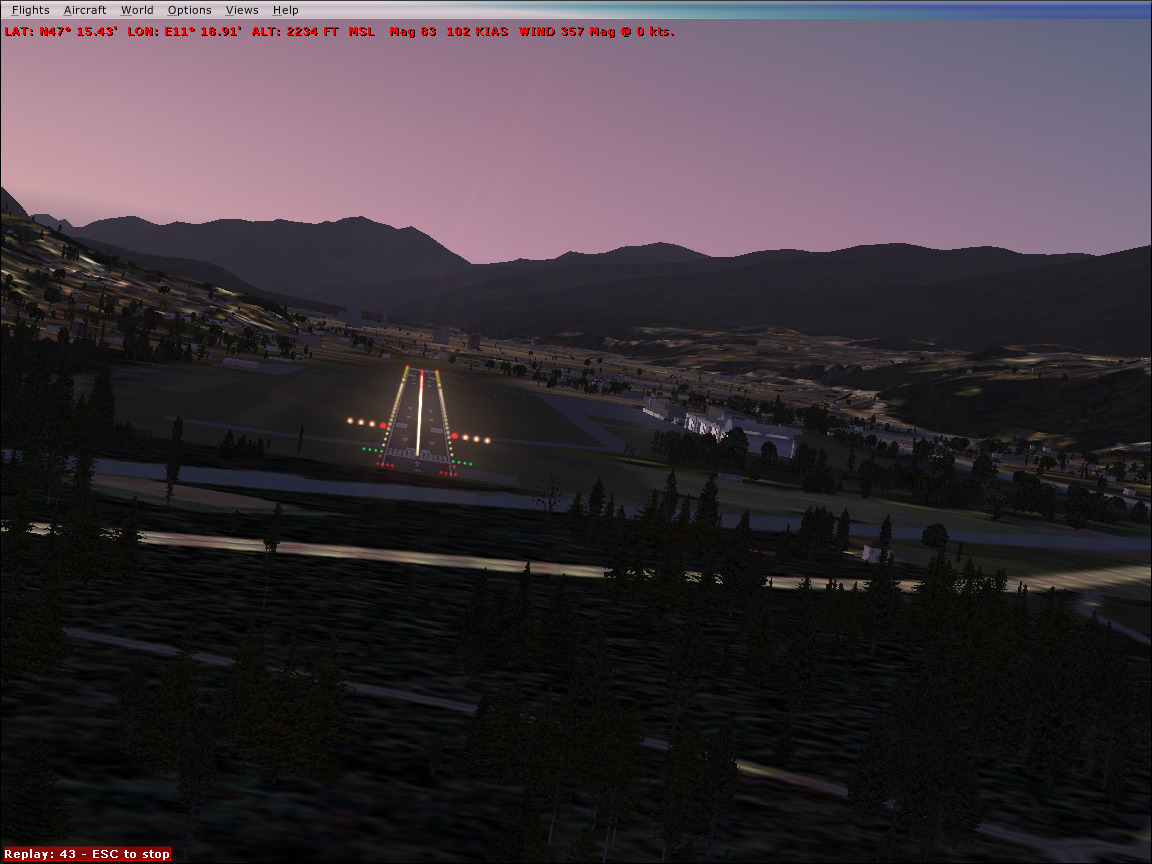 Flights Aircraft World Options Views Help
LAT: N47° 15.43' LON: E11° 18.91' ALT: 2234 FT MSL Mag 83 102 KIAS WIND 357 Mag @ 0 kts.
Replay: 43 - ESC to stop